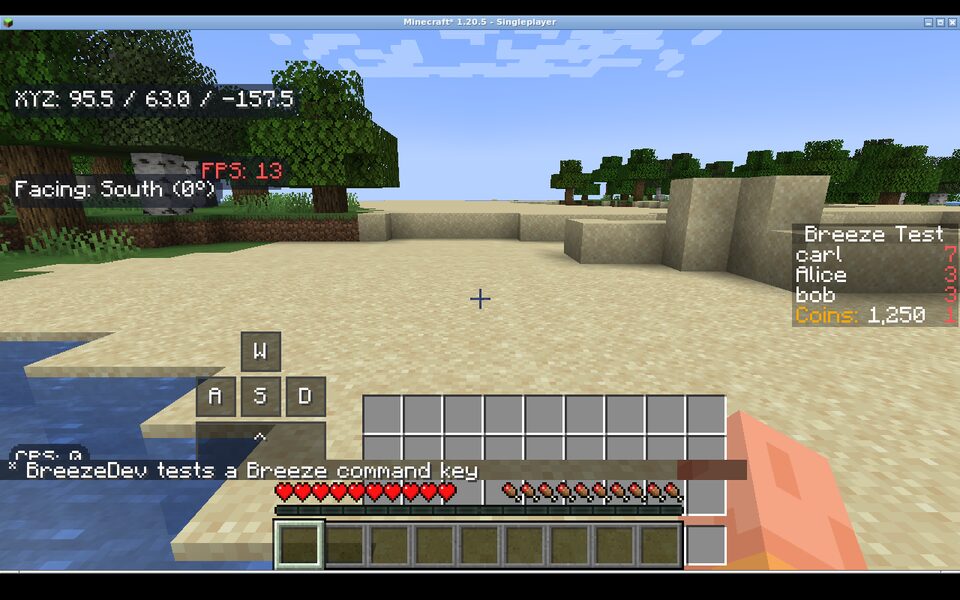 Minecraft* 1.20.5 - Singleplayer
XYZ: 95.5 / 63.0 / -157.5
FPS: 13
Facing: South (0°)
Breeze Test
carl 7
Alice 3
bob 3
Coins: 1,250 1
W
A S D
^
CPS: 0
* BreezeDev tests a Breeze command key